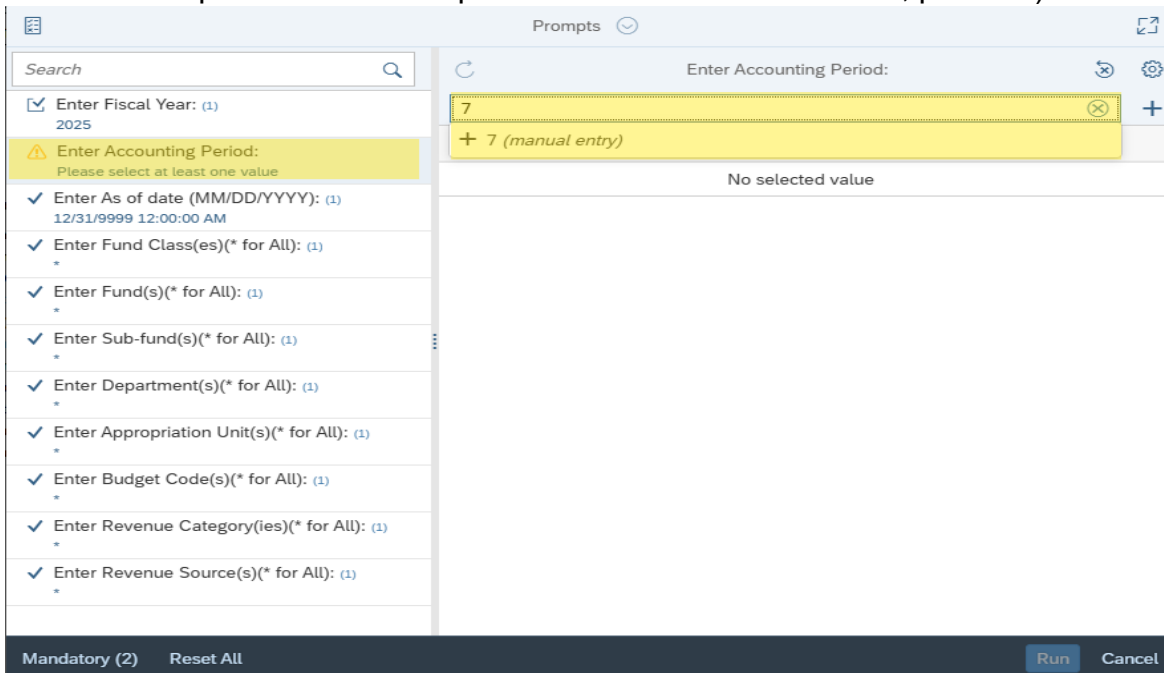 Prompts
Search
Enter Accounting Period:
Enter Fiscal Year: (1)
2025
Enter Accounting Period:
Please select at least one value
Enter As of date (MM/DD/YYYY): (1)
12/31/9999 12:00:00 AM
Enter Fund Class(es)(* for All): (1)
*
Enter Fund(s)(* for All): (1)
*
Enter Sub-fund(s)(* for All): (1)
*
Enter Department(s)(* for All): (1)
*
Enter Appropriation Unit(s)(* for All): (1)
*
Enter Budget Code(s)(* for All): (1)
*
Enter Revenue Category(ies)(* for All): (1)
*
Enter Revenue Source(s)(* for All): (1)
*
7
+ 7 (manual entry)
No selected value
Mandatory (2) Reset All Run Cancel